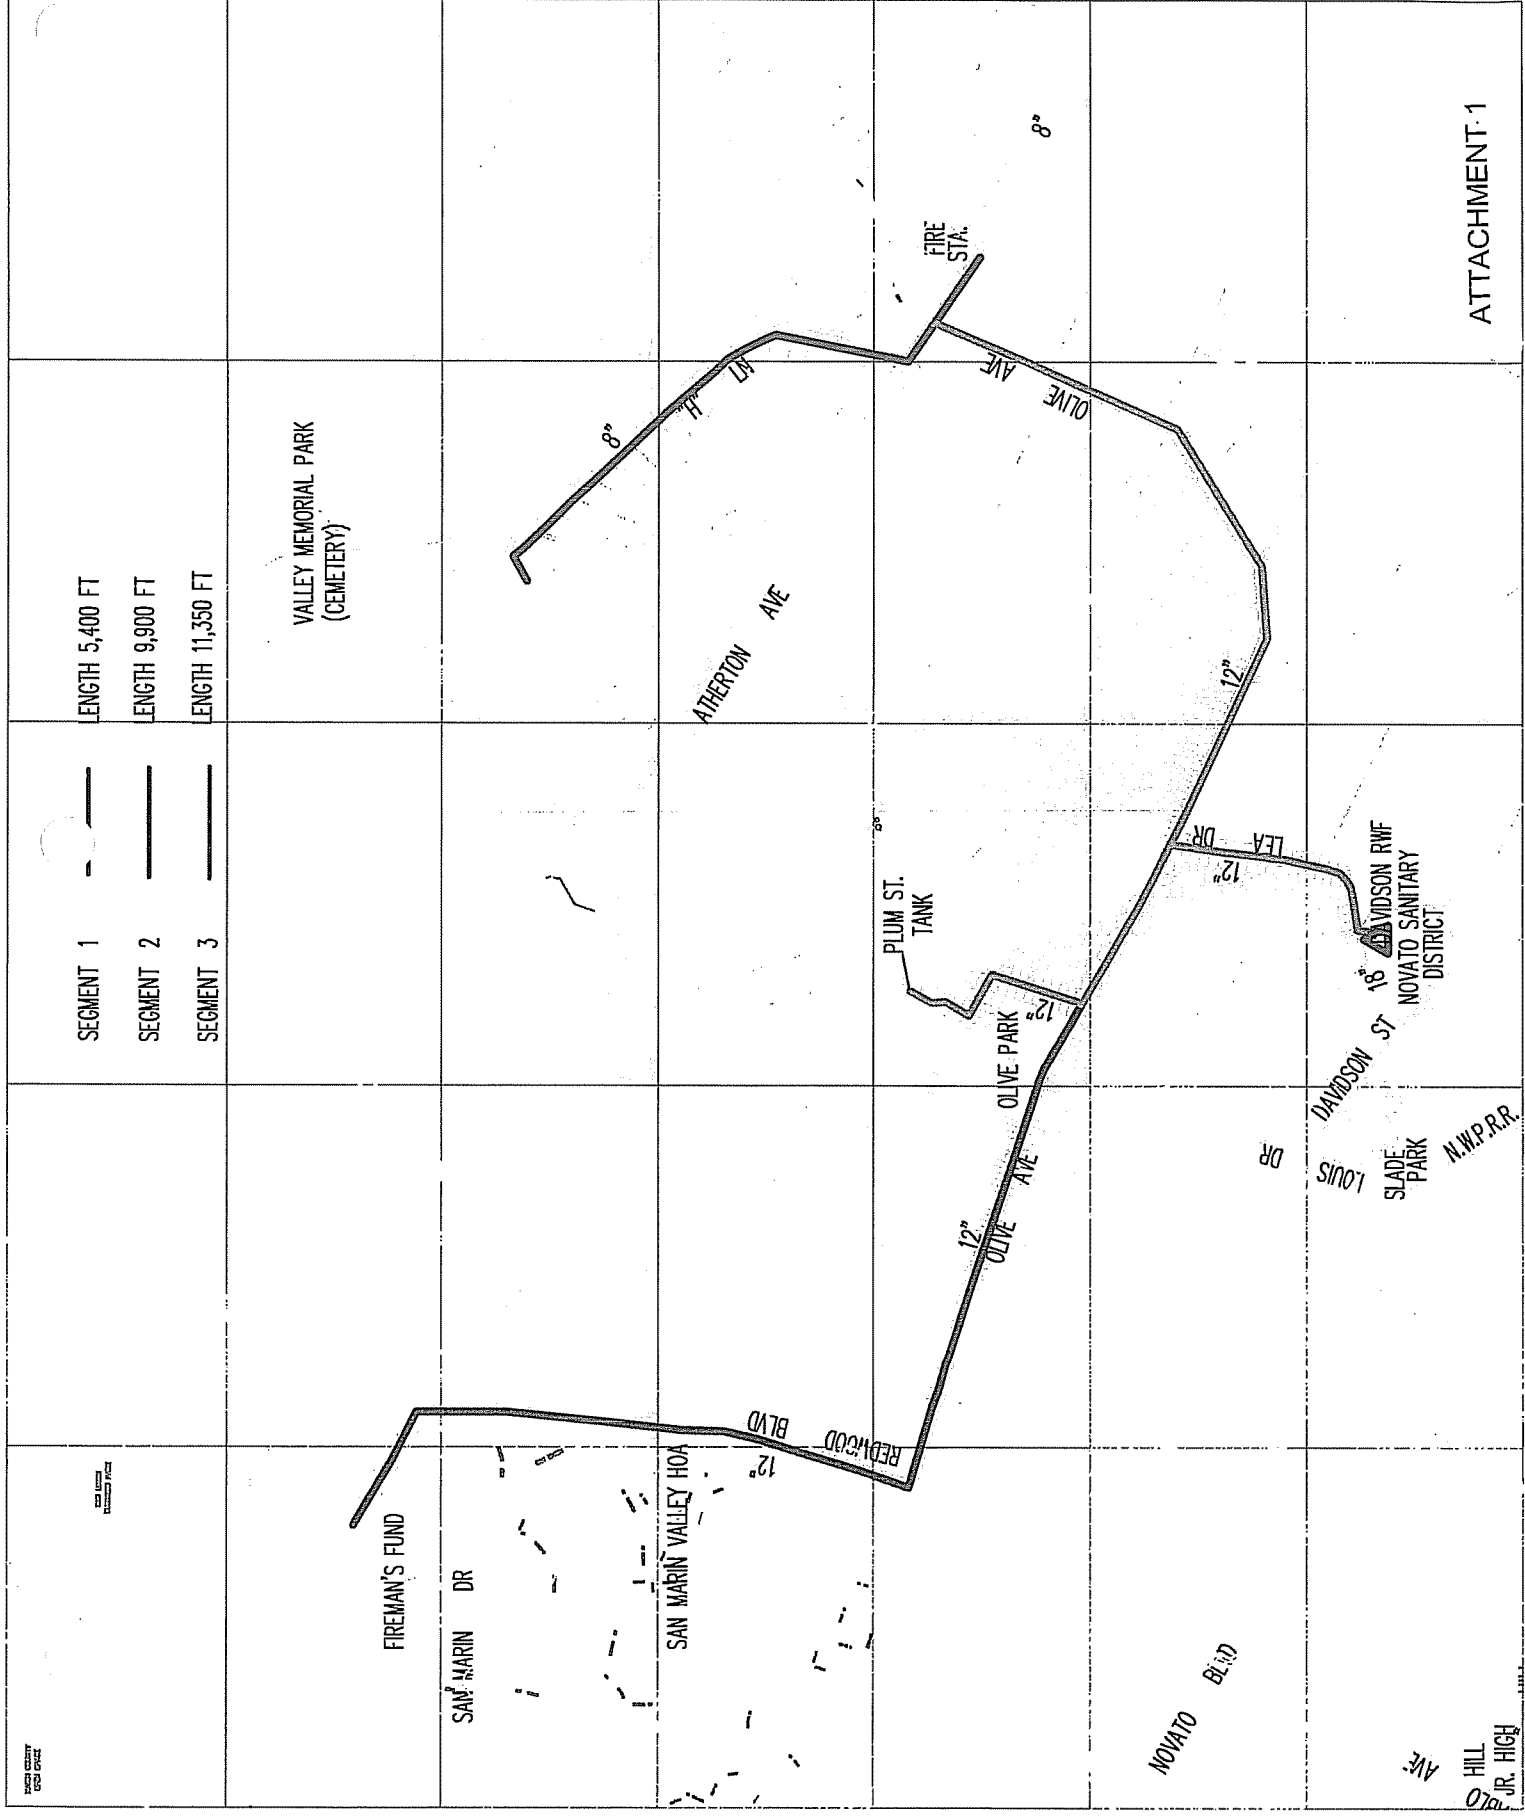 SEGMENT 1 LENGTH 5,400 FT
SEGMENT 2 LENGTH 9,900 FT
SEGMENT 3 LENGTH 11,350 FT
VALLEY MEMORIAL PARK
(CEMETERY)
FIREMAN'S FUND
SAN MARIN DR
SAN MARIN VALLEY HOA
REDWOOD BLVD
12"
8"
"H" LN
ATHERTON AVE
FIRE
STA.
8"
OLIVE AVE
PLUM ST.
TANK
OLIVE PARK
12"
12"
OLIVE AVE
12"
LEA DR
12"
18"
DAVIDSON RWF
NOVATO SANITARY
DISTRICT
DAVIDSON ST
LOUIS DR
SLADE
PARK
N.W.P.R.R.
NOVATO BLVD
AVE
HILL
JR. HIGH
ATTACHMENT 1